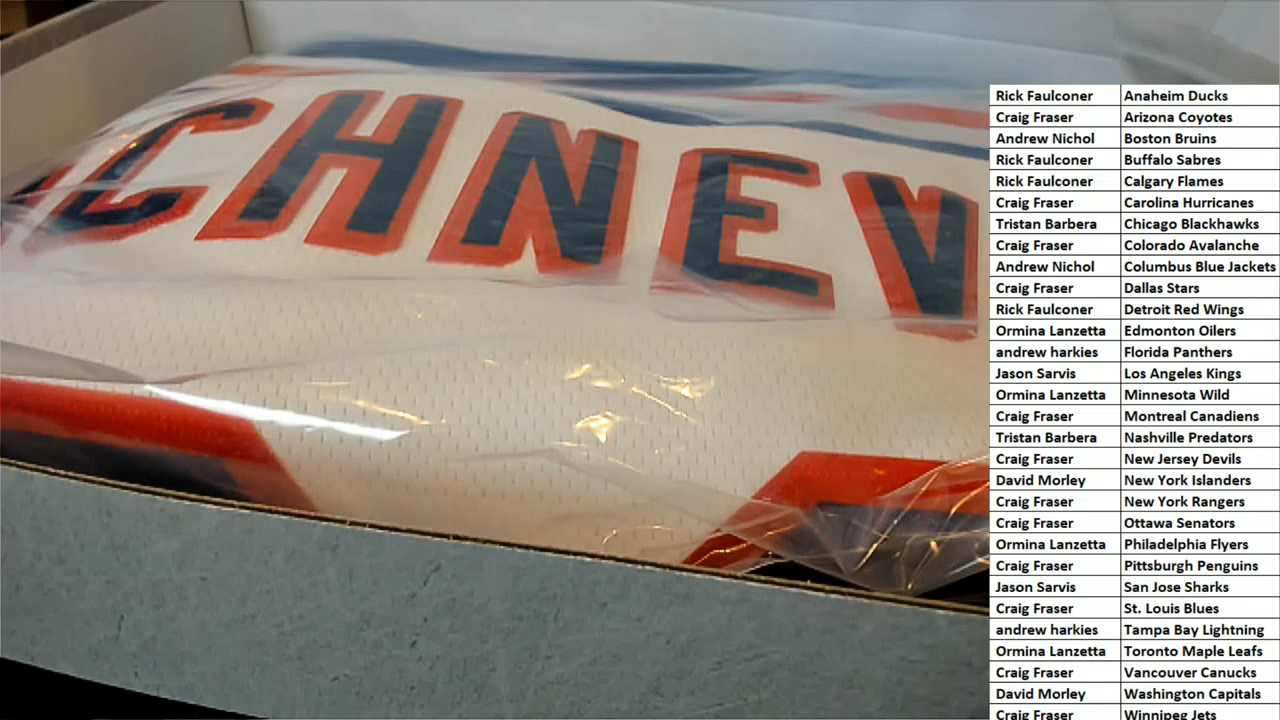 CHNEV
Rick Faulconer Anaheim Ducks
Craig Fraser Arizona Coyotes
Andrew Nichol Boston Bruins
Rick Faulconer Buffalo Sabres
Rick Faulconer Calgary Flames
Craig Fraser Carolina Hurricanes
Tristan Barbera Chicago Blackhawks
Craig Fraser Colorado Avalanche
Andrew Nichol Columbus Blue Jackets
Craig Fraser Dallas Stars
Rick Faulconer Detroit Red Wings
Ormina Lanzetta Edmonton Oilers
andrew harkies Florida Panthers
Jason Sarvis Los Angeles Kings
Ormina Lanzetta Minnesota Wild
Craig Fraser Montreal Canadiens
Tristan Barbera Nashville Predators
Craig Fraser New Jersey Devils
David Morley New York Islanders
Craig Fraser New York Rangers
Craig Fraser Ottawa Senators
Ormina Lanzetta Philadelphia Flyers
Craig Fraser Pittsburgh Penguins
Jason Sarvis San Jose Sharks
Craig Fraser St. Louis Blues
andrew harkies Tampa Bay Lightning
Ormina Lanzetta Toronto Maple Leafs
Craig Fraser Vancouver Canucks
David Morley Washington Capitals
Craig Fraser Winnipeg Jets